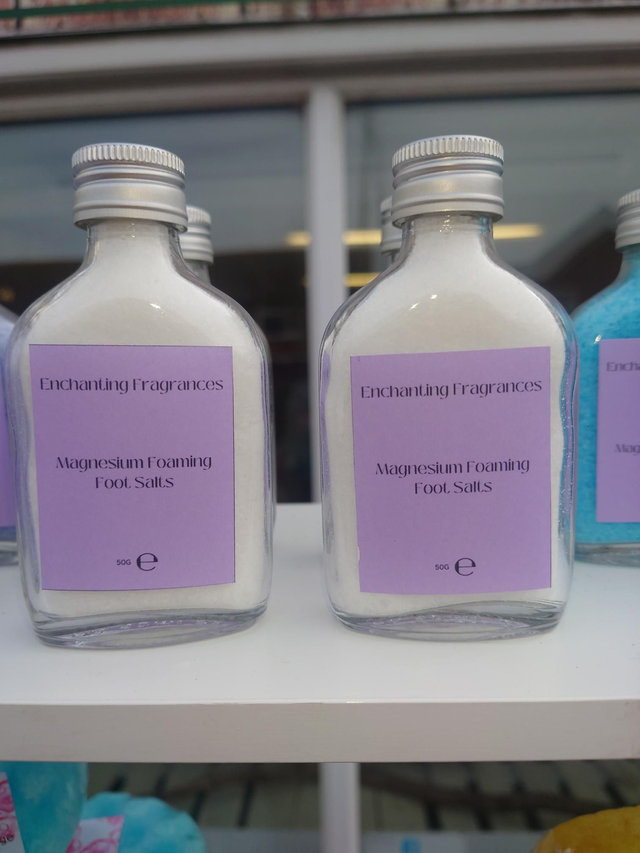 Enchanting Fragrances
Magnesium Foaming
Foot Salts
50G e
Enchanting Fragrances
Magnesium Foaming
Foot Salts
50G e